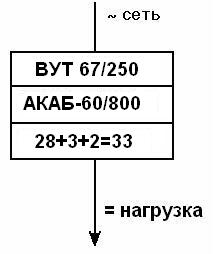 ~ сеть
ВУТ 67/250
АКАБ-60/800
28+3+2=33
= нагрузка